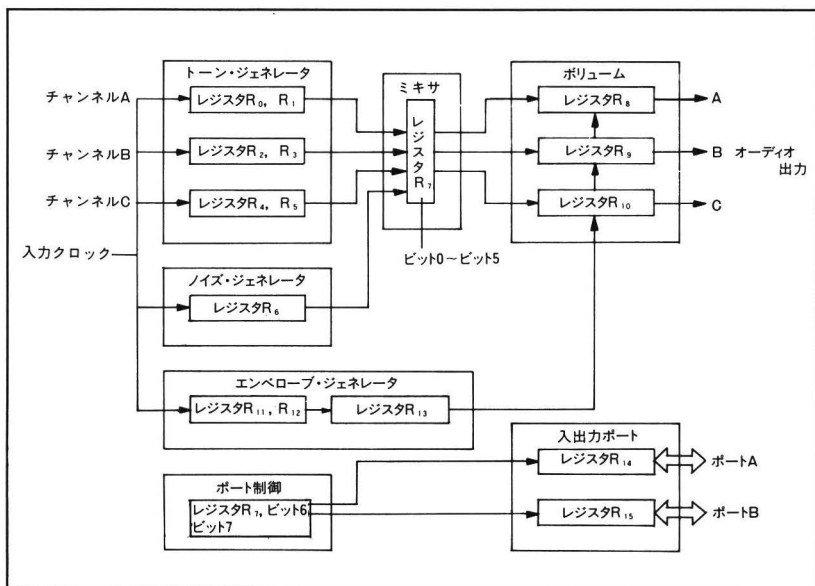 トーン・ジェネレータ
チャンネルA
レジスタR₀, R₁
チャンネルB
レジスタR₂, R₃
チャンネルC
レジスタR₄, R₅
入力クロック
ミキサ
レジスタR₇
ビット0～ビット5
ボリューム
レジスタR₈
A
レジスタR₉
B オーディオ
出力
レジスタR₁₀
C
ノイズ・ジェネレータ
レジスタR₆
エンベロープ・ジェネレータ
レジスタR₁₁, R₁₂
レジスタR₁₃
ポート制御
レジスタR₇, ビット6
ビット7
入出力ポート
レジスタR₁₄
ポートA
レジスタR₁₅
ポートB